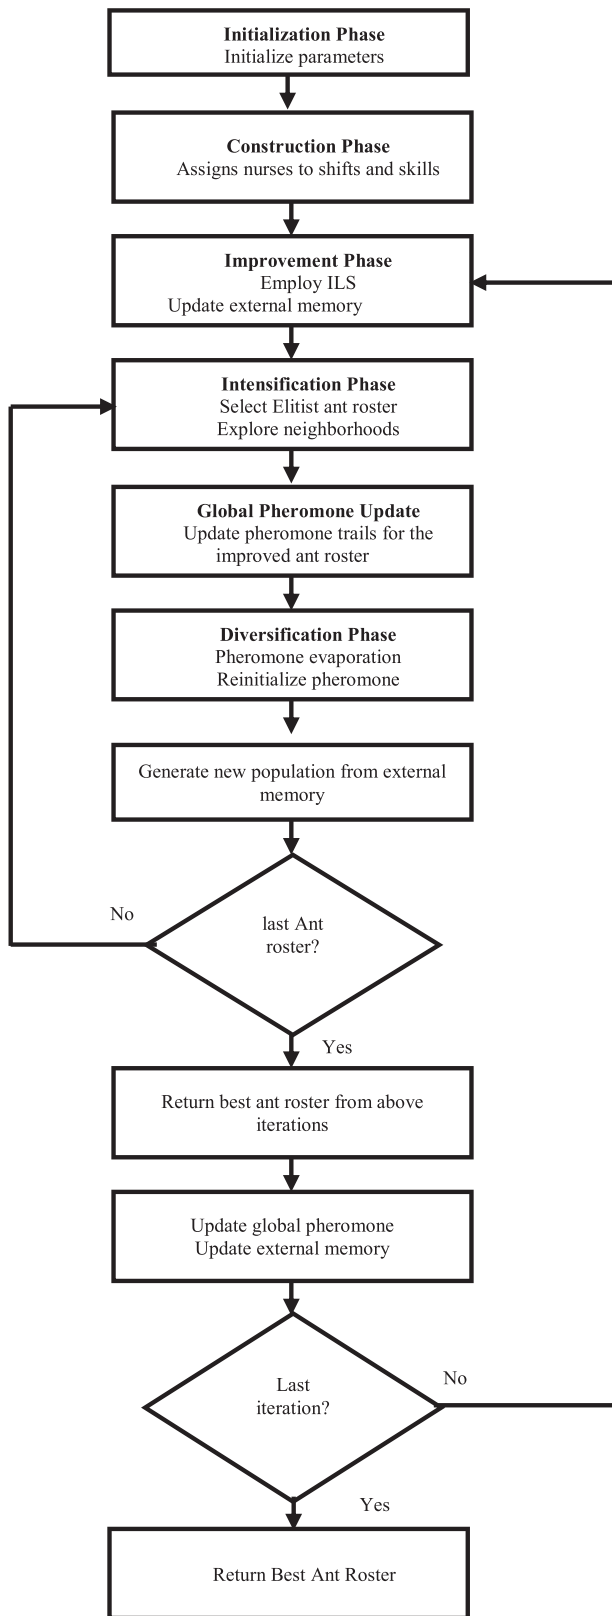 Initialization Phase
Initialize parameters
Construction Phase
Assigns nurses to shifts and skills
Improvement Phase
Employ ILS
Update external memory
Intensification Phase
Select Elitist ant roster
Explore neighborhoods
Global Pheromone Update
Update pheromone trails for the
improved ant roster
Diversification Phase
Pheromone evaporation
Reinitialize pheromone
Generate new population from external
memory
No
last Ant
roster?
Yes
Return best ant roster from above
iterations
Update global pheromone
Update external memory
Last
iteration?
No
Yes
Return Best Ant Roster